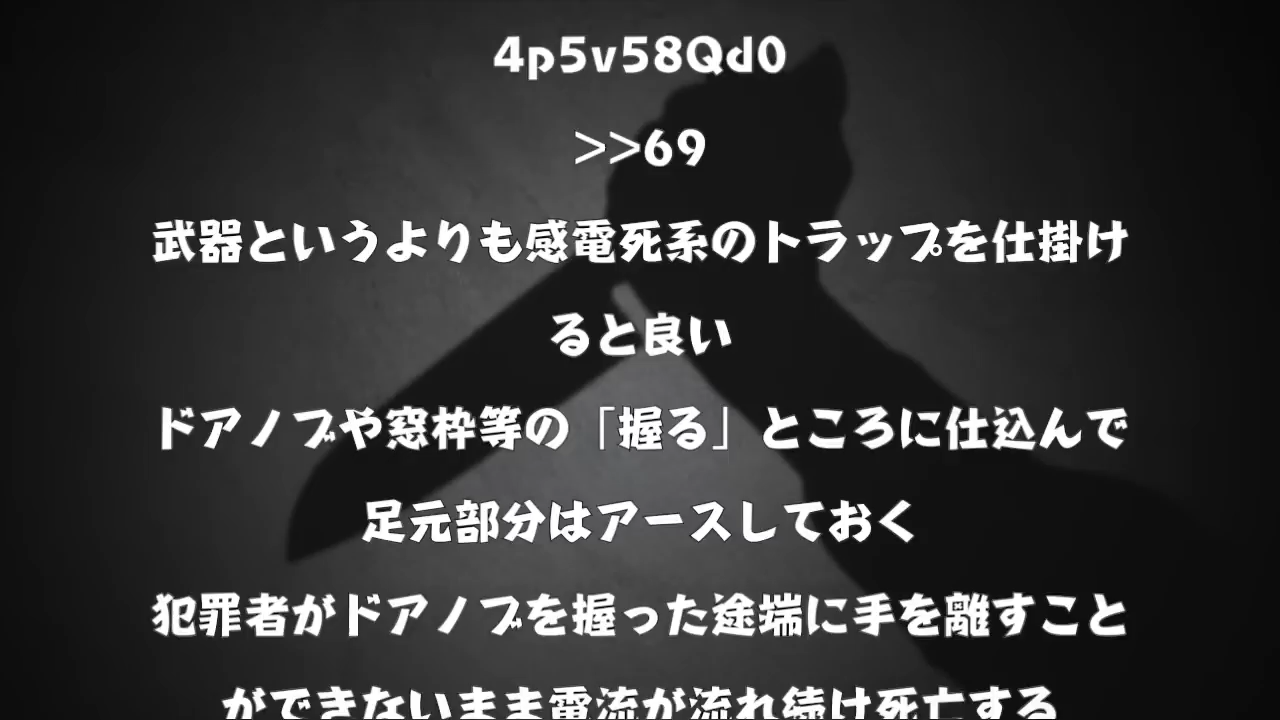 4p5v58Qd0
>>69
武器というよりも感電死系のトラップを仕掛け
ると良い
ドアノブや窓枠等の「握る」ところに仕込んで
足元部分はアースしておく
犯罪者がドアノブを握った途端に手を離すこと
ができないまま電流が流れ続け死亡する